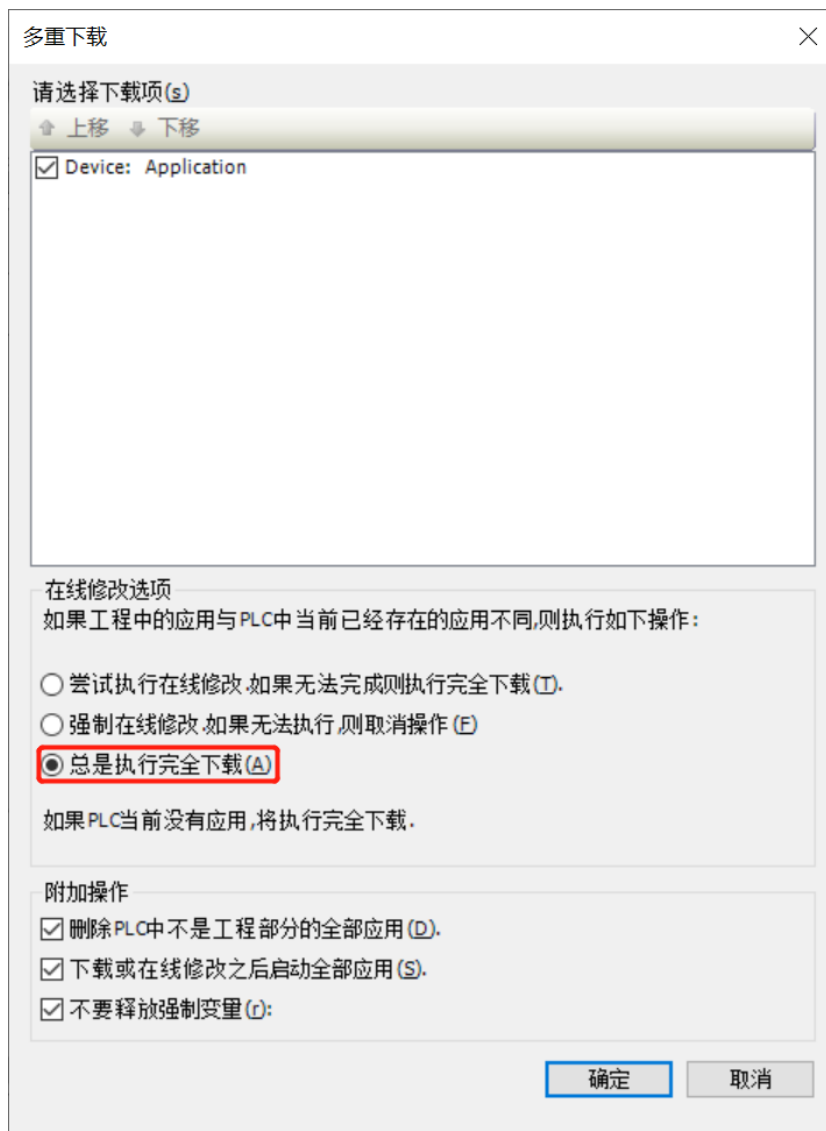 多重下载
请选择下载项(s)
上移 下移
Device: Application
在线修改选项
如果工程中的应用与PLC中当前已经存在的应用不同,则执行如下操作:
尝试执行在线修改.如果无法完成则执行完全下载(T).
强制在线修改.如果无法执行,则取消操作(F)
总是执行完全下载(A)
如果PLC当前没有应用,将执行完全下载.
附加操作
删除PLC中不是工程部分的全部应用(D).
下载或在线修改之后启动全部应用(S).
不要释放强制变量(r):
确定 取消